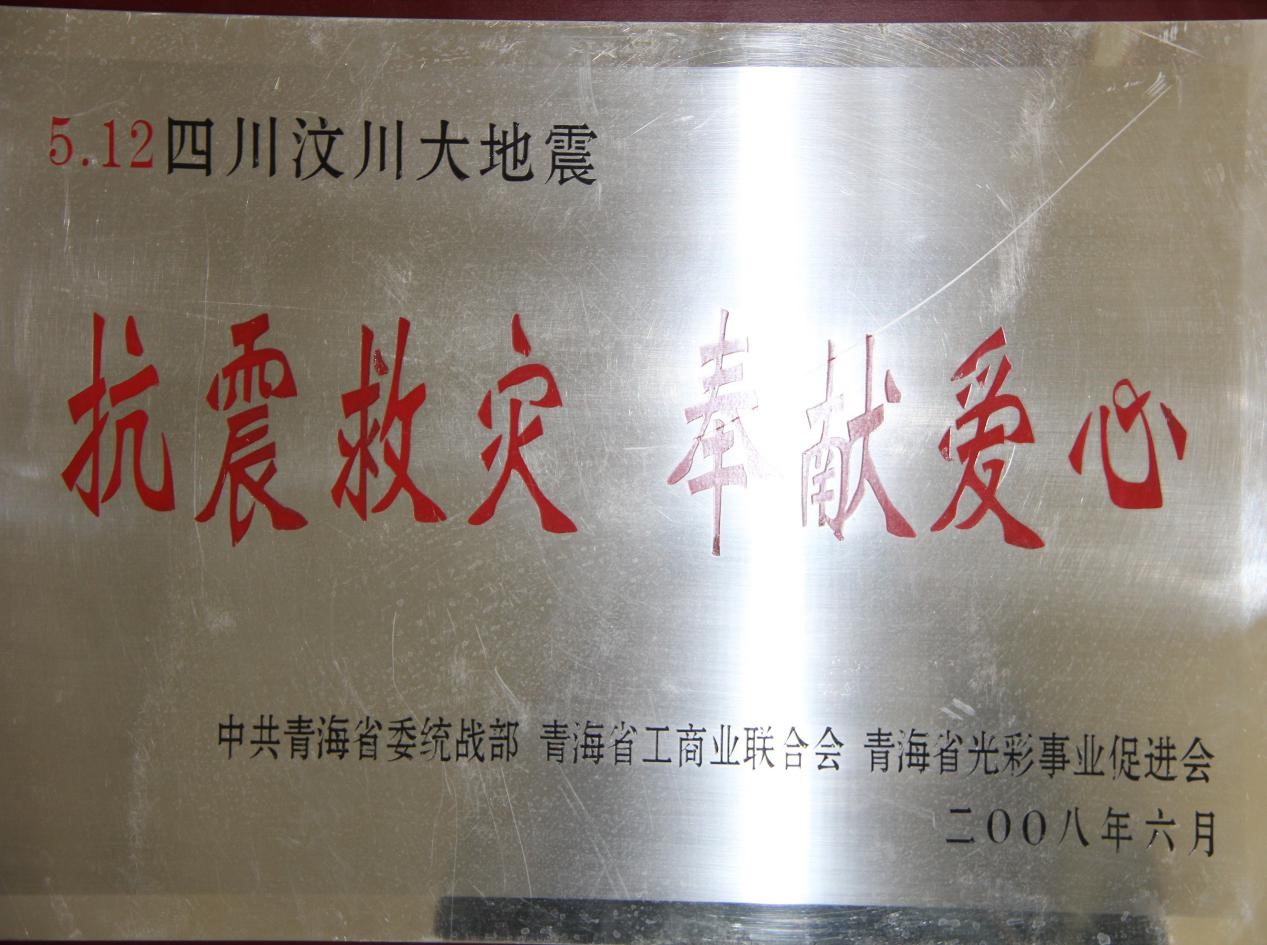 5.12四川汶川大地震
抗震救灾 奉献爱心
中共青海省委统战部 青海省工商业联合会 青海省光彩事业促进会
二00八年六月